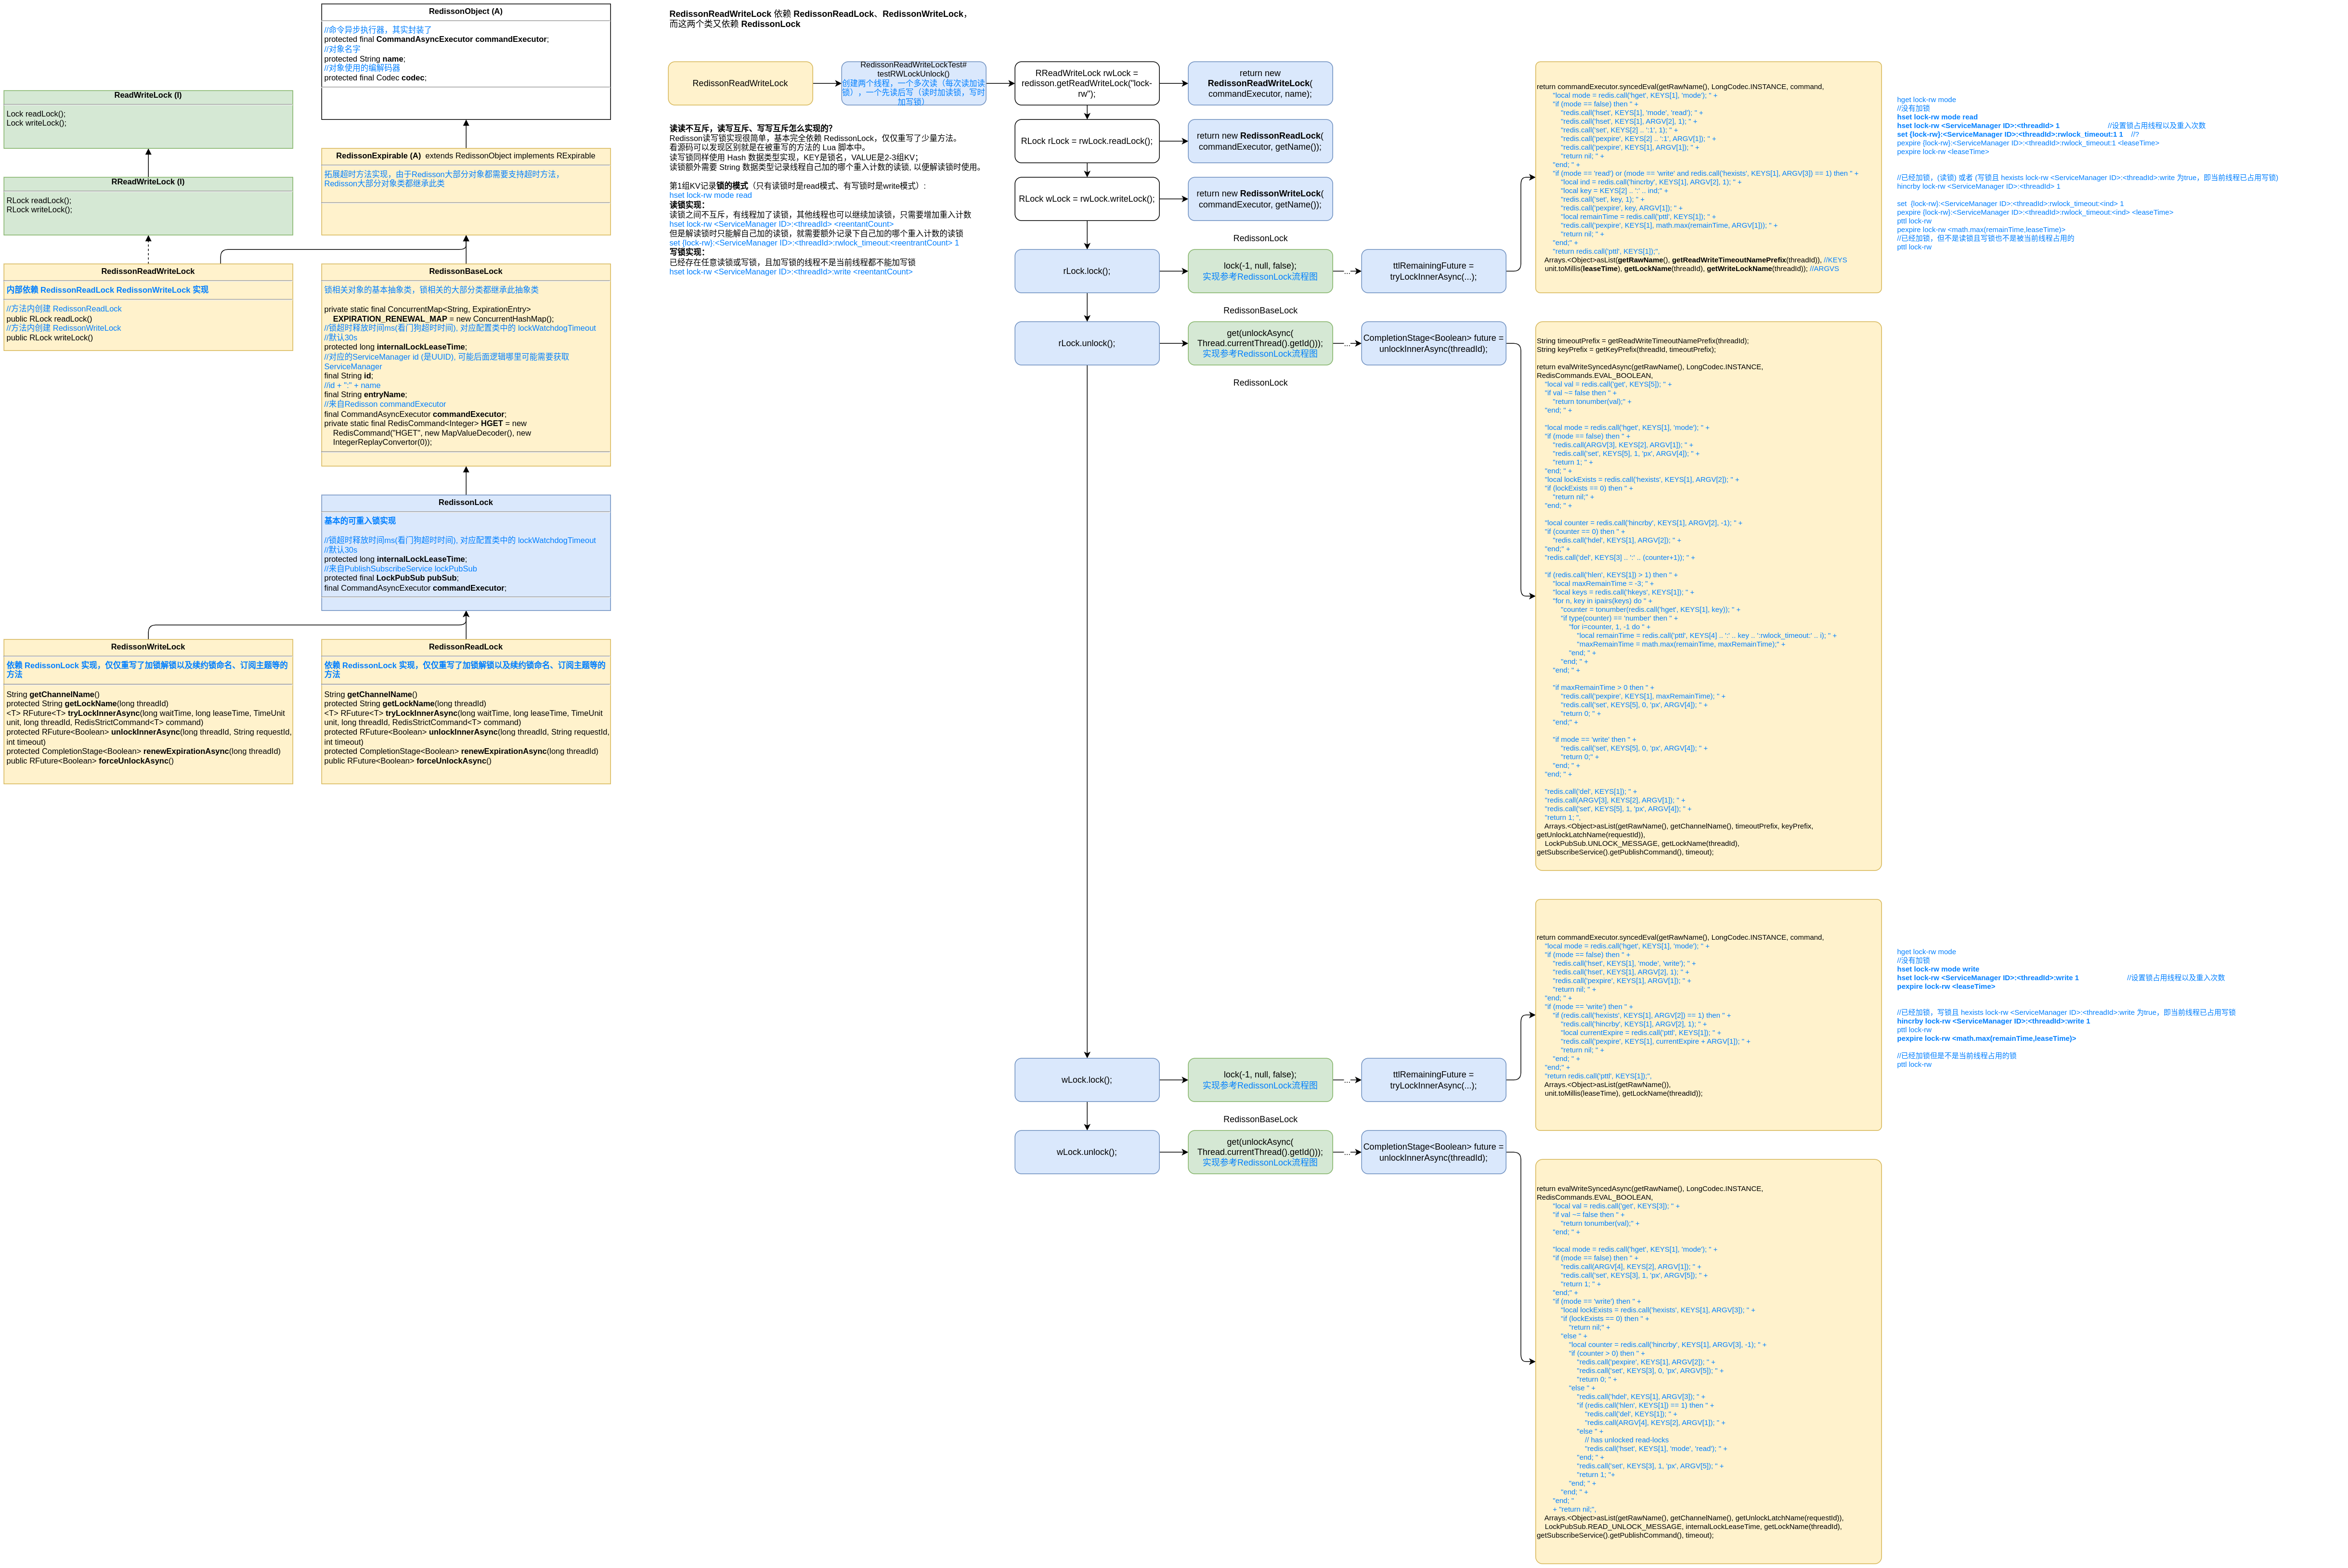 RedissonObject (A)
//命令异步执行器，其实封装了
protected final CommandAsyncExecutor commandExecutor;
//对象名字
protected String name;
//对象使用的编解码器
protected final Codec codec;
ReadWriteLock (I)
Lock readLock();
Lock writeLock();
RedissonExpirable (A)  extends RedissonObject implements RExpirable
拓展超时方法实现，由于Redisson大部分对象都需要支持超时方法，
Redisson大部分对象类都继承此类
RReadWriteLock (I)
RLock readLock();
RLock writeLock();
RedissonReadWriteLock
内部依赖 RedissonReadLock RedissonWriteLock 实现
//方法内创建 RedissonReadLock
public RLock readLock()
//方法内创建 RedissonWriteLock
public RLock writeLock()
RedissonBaseLock
锁相关对象的基本抽象类，锁相关的大部分类都继承此抽象类
private static final ConcurrentMap<String, ExpirationEntry>
EXPIRATION_RENEWAL_MAP = new ConcurrentHashMap();
//锁超时释放时间ms(看门狗超时时间), 对应配置类中的 lockWatchdogTimeout
//默认30s
protected long internalLockLeaseTime;
//对应的ServiceManager id (是UUID), 可能后面逻辑哪里可能需要获取
ServiceManager
final String id;
//id + ":" + name
final String entryName;
//来自Redisson commandExecutor
final CommandAsyncExecutor commandExecutor;
private static final RedisCommand<Integer> HGET = new
RedisCommand("HGET", new MapValueDecoder(), new
IntegerReplayConvertor(0));
RedissonLock
基本的可重入锁实现
//锁超时释放时间ms(看门狗超时时间), 对应配置类中的 lockWatchdogTimeout
//默认30s
protected long internalLockLeaseTime;
//来自PublishSubscribeService lockPubSub
protected final LockPubSub pubSub;
final CommandAsyncExecutor commandExecutor;
RedissonWriteLock
依赖 RedissonLock 实现，仅仅重写了加锁解锁以及续约锁命名、订阅主题等的
方法
String getChannelName()
protected String getLockName(long threadId)
<T> RFuture<T> tryLockInnerAsync(long waitTime, long leaseTime, TimeUnit
unit, long threadId, RedisStrictCommand<T> command)
protected RFuture<Boolean> unlockInnerAsync(long threadId, String requestId,
int timeout)
protected CompletionStage<Boolean> renewExpirationAsync(long threadId)
public RFuture<Boolean> forceUnlockAsync()
RedissonReadLock
依赖 RedissonLock 实现，仅仅重写了加锁解锁以及续约锁命名、订阅主题等的
方法
String getChannelName()
protected String getLockName(long threadId)
<T> RFuture<T> tryLockInnerAsync(long waitTime, long leaseTime, TimeUnit
unit, long threadId, RedisStrictCommand<T> command)
protected RFuture<Boolean> unlockInnerAsync(long threadId, String requestId,
int timeout)
protected CompletionStage<Boolean> renewExpirationAsync(long threadId)
public RFuture<Boolean> forceUnlockAsync()
RedissonReadWriteLock 依赖 RedissonReadLock、RedissonWriteLock，
而这两个类又依赖 RedissonLock
RedissonReadWriteLock
RedissonReadWriteLockTest#
testRWLockUnlock()
创建两个线程，一个多次读（每次读加读
锁），一个先读后写（读时加读锁，写时
加写锁）
RReadWriteLock rwLock =
redisson.getReadWriteLock("lock-
rw");
return new
RedissonReadWriteLock(
commandExecutor, name);
RLock rLock = rwLock.readLock();
return new RedissonReadLock(
commandExecutor, getName());
RLock wLock = rwLock.writeLock();
return new RedissonWriteLock(
commandExecutor, getName());
读读不互斥，读写互斥、写写互斥怎么实现的？
Redisson读写锁实现很简单，基本完全依赖 RedissonLock，仅仅重写了少量方法。
看源码可以发现区别就是在被重写的方法的 Lua 脚本中。
读写锁同样使用 Hash 数据类型实现，KEY是锁名，VALUE是2-3组KV；
读锁额外需要 String 数据类型记录线程自己加的哪个重入计数的读锁, 以便解读锁时使用。
第1组KV记录锁的模式（只有读锁时是read模式、有写锁时是write模式）:
hset lock-rw mode read
读锁实现：
读锁之间不互斥，有线程加了读锁，其他线程也可以继续加读锁，只需要增加重入计数
hset lock-rw <ServiceManager ID>:<threadId> <reentantCount>
但是解读锁时只能解自己加的读锁，就需要额外记录下自己加的哪个重入计数的读锁
set {lock-rw}:<ServiceManager ID>:<threadId>:rwlock_timeout:<reentrantCount> 1
写锁实现：
已经存在任意读锁或写锁，且加写锁的线程不是当前线程都不能加写锁
hset lock-rw <ServiceManager ID>:<threadId>:write <reentantCount>
RedissonLock
rLock.lock();
lock(-1, null, false);
实现参考RedissonLock流程图
...
ttlRemainingFuture =
tryLockInnerAsync(...);
RedissonBaseLock
rLock.unlock();
get(unlockAsync(
Thread.currentThread().getId()));
实现参考RedissonLock流程图
...
CompletionStage<Boolean> future =
unlockInnerAsync(threadId);
RedissonLock
return commandExecutor.syncedEval(getRawName(), LongCodec.INSTANCE, command,
"local mode = redis.call('hget', KEYS[1], 'mode'); " +
"if (mode == false) then " +
"redis.call('hset', KEYS[1], 'mode', 'read'); " +
"redis.call('hset', KEYS[1], ARGV[2], 1); " +
"redis.call('set', KEYS[2] .. ':1', 1); " +
"redis.call('pexpire', KEYS[2] .. ':1', ARGV[1]); " +
"redis.call('pexpire', KEYS[1], ARGV[1]); " +
"return nil; " +
"end; " +
"if (mode == 'read') or (mode == 'write' and redis.call('hexists', KEYS[1], ARGV[3]) == 1) then " +
"local ind = redis.call('hincrby', KEYS[1], ARGV[2], 1); " +
"local key = KEYS[2] .. ':' .. ind;" +
"redis.call('set', key, 1); " +
"redis.call('pexpire', key, ARGV[1]); " +
"local remainTime = redis.call('pttl', KEYS[1]); " +
"redis.call('pexpire', KEYS[1], math.max(remainTime, ARGV[1])); " +
"return nil; " +
"end;" +
"return redis.call('pttl', KEYS[1]);",
Arrays.<Object>asList(getRawName(), getReadWriteTimeoutNamePrefix(threadId)), //KEYS
unit.toMillis(leaseTime), getLockName(threadId), getWriteLockName(threadId)); //ARGVS
hget lock-rw mode
//没有加锁
hset lock-rw mode read
hset lock-rw <ServiceManager ID>:<threadId> 1 //设置锁占用线程以及重入次数
set {lock-rw}:<ServiceManager ID>:<threadId>:rwlock_timeout:1 1 //?
pexpire {lock-rw}:<ServiceManager ID>:<threadId>:rwlock_timeout:1 <leaseTime>
pexpire lock-rw <leaseTime>
//已经加锁，(读锁) 或者 (写锁且 hexists lock-rw <ServiceManager ID>:<threadId>:write 为true，即当前线程已占用写锁)
hincrby lock-rw <ServiceManager ID>:<threadId> 1
set  {lock-rw}:<ServiceManager ID>:<threadId>:rwlock_timeout:<ind> 1
pexpire {lock-rw}:<ServiceManager ID>:<threadId>:rwlock_timeout:<ind> <leaseTime>
pttl lock-rw
pexpire lock-rw <math.max(remainTime,leaseTime)>
//已经加锁，但不是读锁且写锁也不是被当前线程占用的
pttl lock-rw
String timeoutPrefix = getReadWriteTimeoutNamePrefix(threadId);
String keyPrefix = getKeyPrefix(threadId, timeoutPrefix);
return evalWriteSyncedAsync(getRawName(), LongCodec.INSTANCE,
RedisCommands.EVAL_BOOLEAN,
"local val = redis.call('get', KEYS[5]); " +
"if val ~= false then " +
"return tonumber(val);" +
"end; " +
"local mode = redis.call('hget', KEYS[1], 'mode'); " +
"if (mode == false) then " +
"redis.call(ARGV[3], KEYS[2], ARGV[1]); " +
"redis.call('set', KEYS[5], 1, 'px', ARGV[4]); " +
"return 1; " +
"end; " +
"local lockExists = redis.call('hexists', KEYS[1], ARGV[2]); " +
"if (lockExists == 0) then " +
"return nil;" +
"end; " +
"local counter = redis.call('hincrby', KEYS[1], ARGV[2], -1); " +
"if (counter == 0) then " +
"redis.call('hdel', KEYS[1], ARGV[2]); " +
"end;" +
"redis.call('del', KEYS[3] .. ':' .. (counter+1)); " +
"if (redis.call('hlen', KEYS[1]) > 1) then " +
"local maxRemainTime = -3; " +
"local keys = redis.call('hkeys', KEYS[1]); " +
"for n, key in ipairs(keys) do " +
"counter = tonumber(redis.call('hget', KEYS[1], key)); " +
"if type(counter) == 'number' then " +
"for i=counter, 1, -1 do " +
"local remainTime = redis.call('pttl', KEYS[4] .. ':' .. key .. ':rwlock_timeout:' .. i); " +
"maxRemainTime = math.max(remainTime, maxRemainTime);" +
"end; " +
"end; " +
"end; " +
"if maxRemainTime > 0 then " +
"redis.call('pexpire', KEYS[1], maxRemainTime); " +
"redis.call('set', KEYS[5], 0, 'px', ARGV[4]); " +
"return 0; " +
"end;" +
"if mode == 'write' then " +
"redis.call('set', KEYS[5], 0, 'px', ARGV[4]); " +
"return 0;" +
"end; " +
"end; " +
"redis.call('del', KEYS[1]); " +
"redis.call(ARGV[3], KEYS[2], ARGV[1]); " +
"redis.call('set', KEYS[5], 1, 'px', ARGV[4]); " +
"return 1; ",
Arrays.<Object>asList(getRawName(), getChannelName(), timeoutPrefix, keyPrefix,
getUnlockLatchName(requestId)),
LockPubSub.UNLOCK_MESSAGE, getLockName(threadId),
getSubscribeService().getPublishCommand(), timeout);
wLock.lock();
lock(-1, null, false);
实现参考RedissonLock流程图
...
ttlRemainingFuture =
tryLockInnerAsync(...);
RedissonBaseLock
wLock.unlock();
get(unlockAsync(
Thread.currentThread().getId()));
实现参考RedissonLock流程图
...
CompletionStage<Boolean> future =
unlockInnerAsync(threadId);
return commandExecutor.syncedEval(getRawName(), LongCodec.INSTANCE, command,
"local mode = redis.call('hget', KEYS[1], 'mode'); " +
"if (mode == false) then " +
"redis.call('hset', KEYS[1], 'mode', 'write'); " +
"redis.call('hset', KEYS[1], ARGV[2], 1); " +
"redis.call('pexpire', KEYS[1], ARGV[1]); " +
"return nil; " +
"end; " +
"if (mode == 'write') then " +
"if (redis.call('hexists', KEYS[1], ARGV[2]) == 1) then " +
"redis.call('hincrby', KEYS[1], ARGV[2], 1); " +
"local currentExpire = redis.call('pttl', KEYS[1]); " +
"redis.call('pexpire', KEYS[1], currentExpire + ARGV[1]); " +
"return nil; " +
"end; " +
"end;" +
"return redis.call('pttl', KEYS[1]);",
Arrays.<Object>asList(getRawName()),
unit.toMillis(leaseTime), getLockName(threadId));
hget lock-rw mode
//没有加锁
hset lock-rw mode write
hset lock-rw <ServiceManager ID>:<threadId>:write 1 //设置锁占用线程以及重入次数
pexpire lock-rw <leaseTime>
//已经加锁，写锁且 hexists lock-rw <ServiceManager ID>:<threadId>:write 为true，即当前线程已占用写锁
hincrby lock-rw <ServiceManager ID>:<threadId>:write 1
pttl lock-rw
pexpire lock-rw <math.max(remainTime,leaseTime)>
//已经加锁但是不是当前线程占用的锁
pttl lock-rw
return evalWriteSyncedAsync(getRawName(), LongCodec.INSTANCE,
RedisCommands.EVAL_BOOLEAN,
"local val = redis.call('get', KEYS[3]); " +
"if val ~= false then " +
"return tonumber(val);" +
"end; " +
"local mode = redis.call('hget', KEYS[1], 'mode'); " +
"if (mode == false) then " +
"redis.call(ARGV[4], KEYS[2], ARGV[1]); " +
"redis.call('set', KEYS[3], 1, 'px', ARGV[5]); " +
"return 1; " +
"end;" +
"if (mode == 'write') then " +
"local lockExists = redis.call('hexists', KEYS[1], ARGV[3]); " +
"if (lockExists == 0) then " +
"return nil;" +
"else " +
"local counter = redis.call('hincrby', KEYS[1], ARGV[3], -1); " +
"if (counter > 0) then " +
"redis.call('pexpire', KEYS[1], ARGV[2]); " +
"redis.call('set', KEYS[3], 0, 'px', ARGV[5]); " +
"return 0; " +
"else " +
"redis.call('hdel', KEYS[1], ARGV[3]); " +
"if (redis.call('hlen', KEYS[1]) == 1) then " +
"redis.call('del', KEYS[1]); " +
"redis.call(ARGV[4], KEYS[2], ARGV[1]); " +
"else " +
// has unlocked read-locks
"redis.call('hset', KEYS[1], 'mode', 'read'); " +
"end; " +
"redis.call('set', KEYS[3], 1, 'px', ARGV[5]); " +
"return 1; "+
"end; " +
"end; " +
"end; "
+ "return nil;",
Arrays.<Object>asList(getRawName(), getChannelName(), getUnlockLatchName(requestId)),
LockPubSub.READ_UNLOCK_MESSAGE, internalLockLeaseTime, getLockName(threadId),
getSubscribeService().getPublishCommand(), timeout);